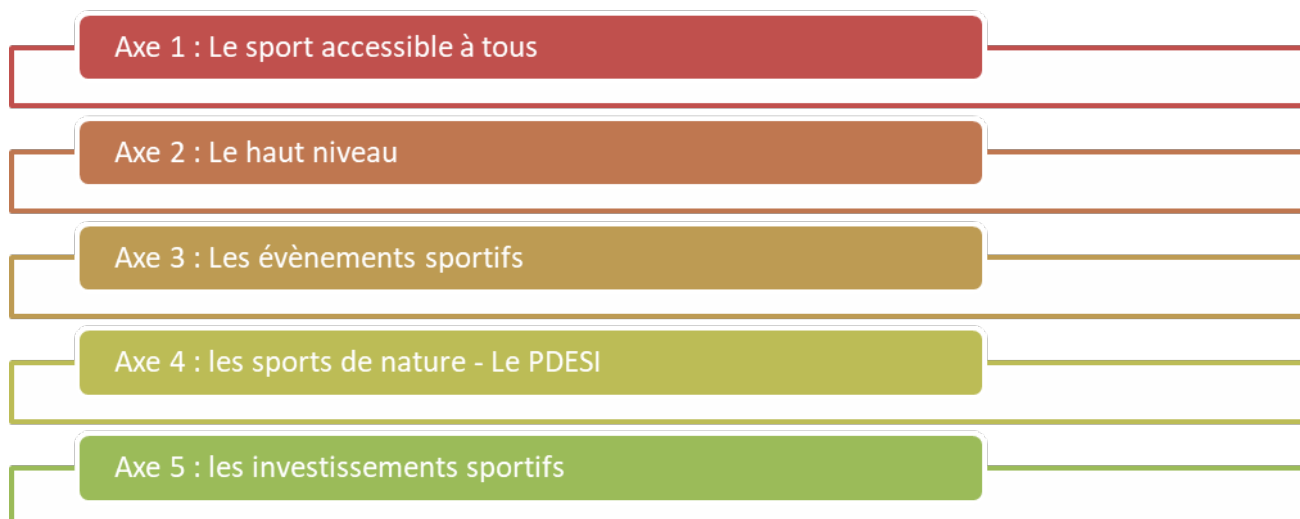 Axe 1 : Le sport accessible à tous
Axe 2 : Le haut niveau
Axe 3 : Les évènements sportifs
Axe 4 : les sports de nature - Le PDESI
Axe 5 : les investissements sportifs